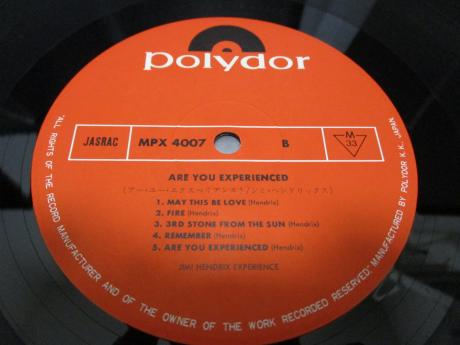 polydor
JASRAC
MPX 4007
B
M
33
ARE YOU EXPERIENCED
(アー・ユー・エクスペリアンスト/ジミ・ヘンドリックス)
1. MAY THIS BE LOVE (Hendrix)
2. FIRE (Hendrix)
3. 3RD STONE FROM THE SUN (Hendrix)
4. REMEMBER (Hendrix)
5. ARE YOU EXPERIENCED (Hendrix)
JIMI HENDRIX EXPERIENCE
"ALL RIGHTS OF THE RECORD MANUFACTURER AND OF THE OWNER OF THE WORK RECORDED RESERVED" MANUFACTURED BY POLYDOR K.K. JAPAN